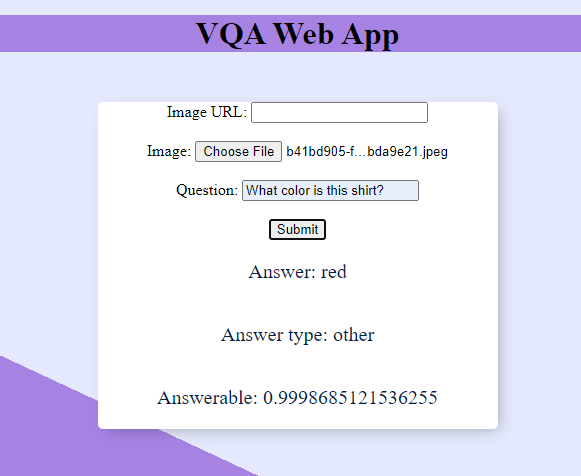 VQA Web App
Image URL:
Image: Choose File b41bd905-f...bda9e21.jpeg
Question: What color is this shirt?
Submit
Answer: red
Answer type: other
Answerable: 0.9998685121536255